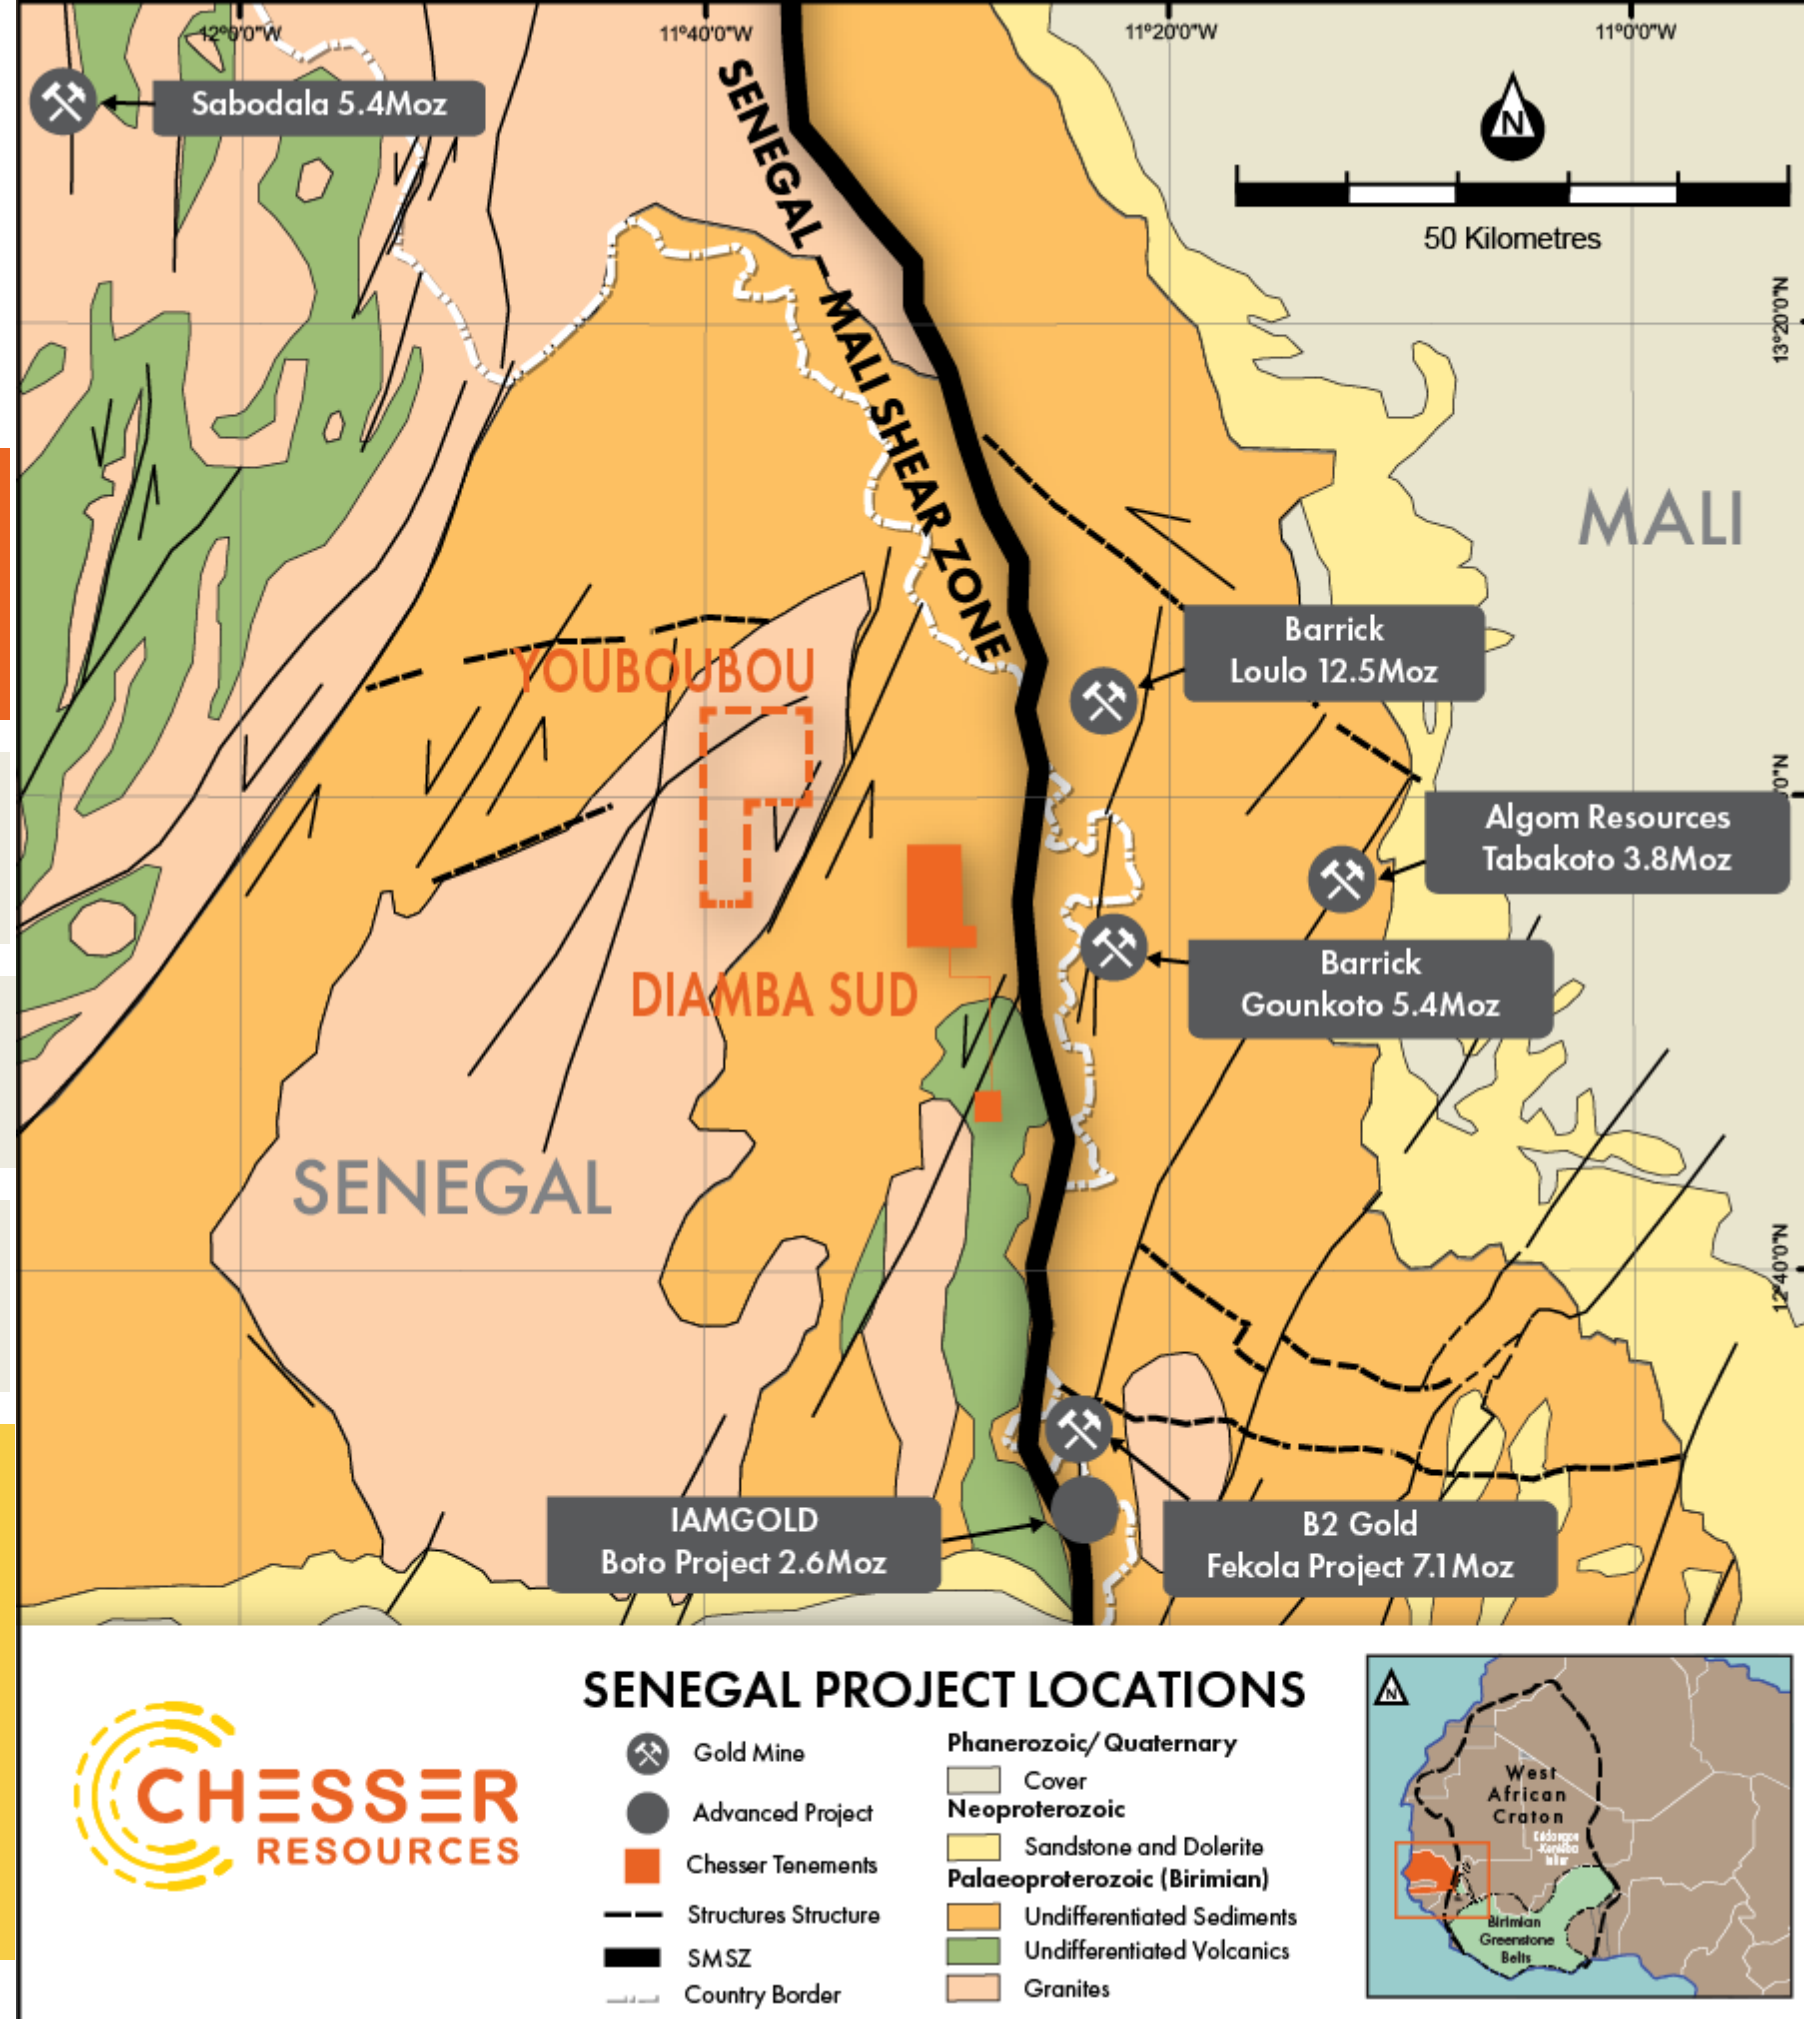 12°0'0"W
11°40'0"W
11°20'0"W
11°0'0"W
Sabodala 5.4Moz
N
50 Kilometres
13°20'0"N
SENEGAL – MALI SHEAR ZONE
MALI
Barrick
Loulo 12.5Moz
YOUBOUBOU
0'0"N
Algom Resources
Tabakoto 3.8Moz
Barrick
Gounkoto 5.4Moz
DIAMBA SUD
SENEGAL
12°40'0"N
IAMGOLD
Boto Project 2.6Moz
B2 Gold
Fekola Project 7.1Moz
CHESSER
RESOURCES
SENEGAL PROJECT LOCATIONS
Gold Mine
Advanced Project
Chesser Tenements
Structures Structure
SMSZ
Country Border
Phanerozoic/Quaternary
Cover
Neoproterozoic
Sandstone and Dolerite
Palaeoproterozoic (Birimian)
Undifferentiated Sediments
Undifferentiated Volcanics
Granites
N
West
African
Craton
Birimian
Greenstone
Belts